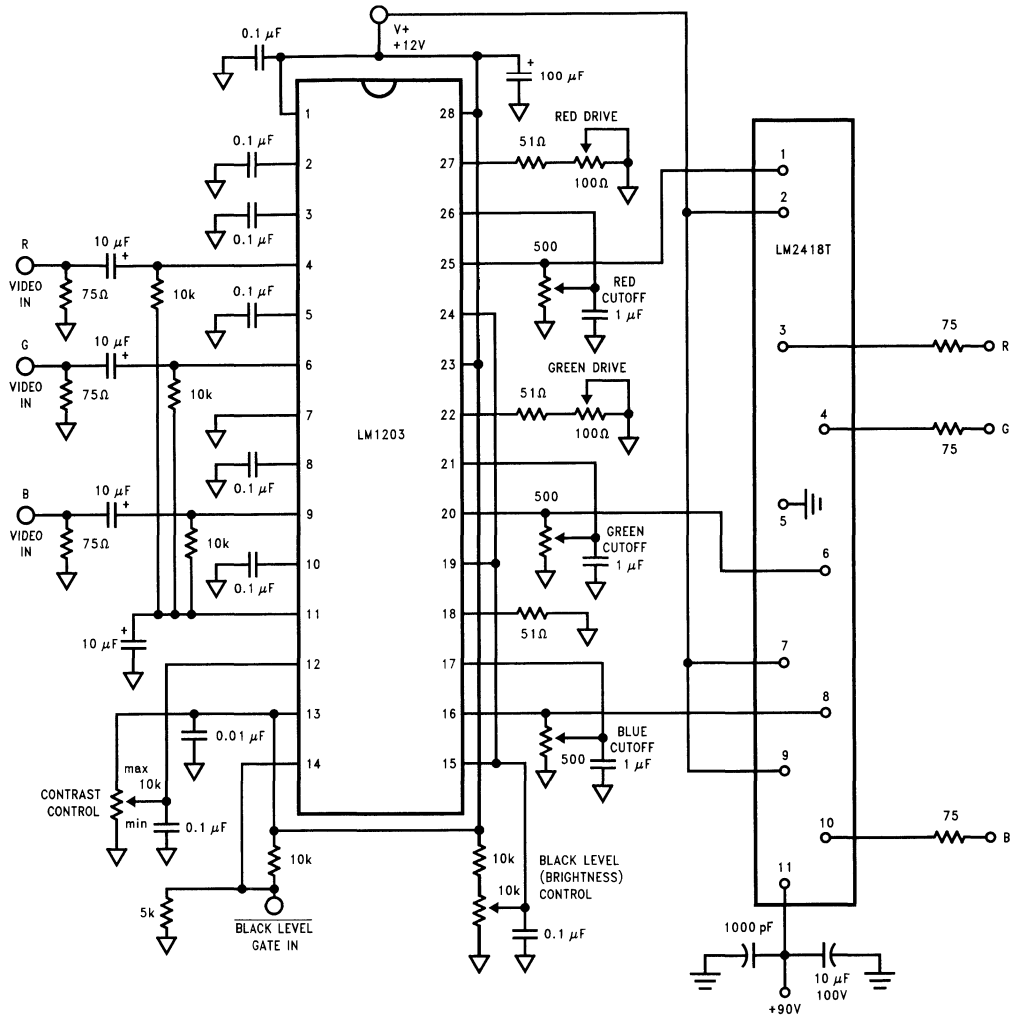 V+
+12V
0.1 µF
+
100 µF
1
28
RED DRIVE
0.1 µF
2
27
51Ω
100Ω
3
26
0.1 µF
R
VIDEO
IN
10 µF
+
75Ω
10k
4
25
500
RED
CUTOFF
1 µF
0.1 µF
5
24
G
VIDEO
IN
10 µF
+
75Ω
10k
6
23
GREEN DRIVE
7
22
51Ω
100Ω
LM1203
8
21
0.1 µF
B
VIDEO
IN
10 µF
+
75Ω
10k
9
20
500
GREEN
CUTOFF
1 µF
10
19
0.1 µF
11
18
51Ω
10 µF
+
12
17
13
16
0.01 µF
BLUE
CUTOFF
500
1 µF
14
15
CONTRAST
CONTROL
max
10k
min
0.1 µF
10k
5k
BLACK LEVEL
GATE IN
10k
10k
BLACK LEVEL
(BRIGHTNESS)
CONTROL
0.1 µF
1
2
LM2418T
3
75
R
4
75
G
5
6
7
8
9
10
75
B
11
1000 pF
10 µF
100V
+90V